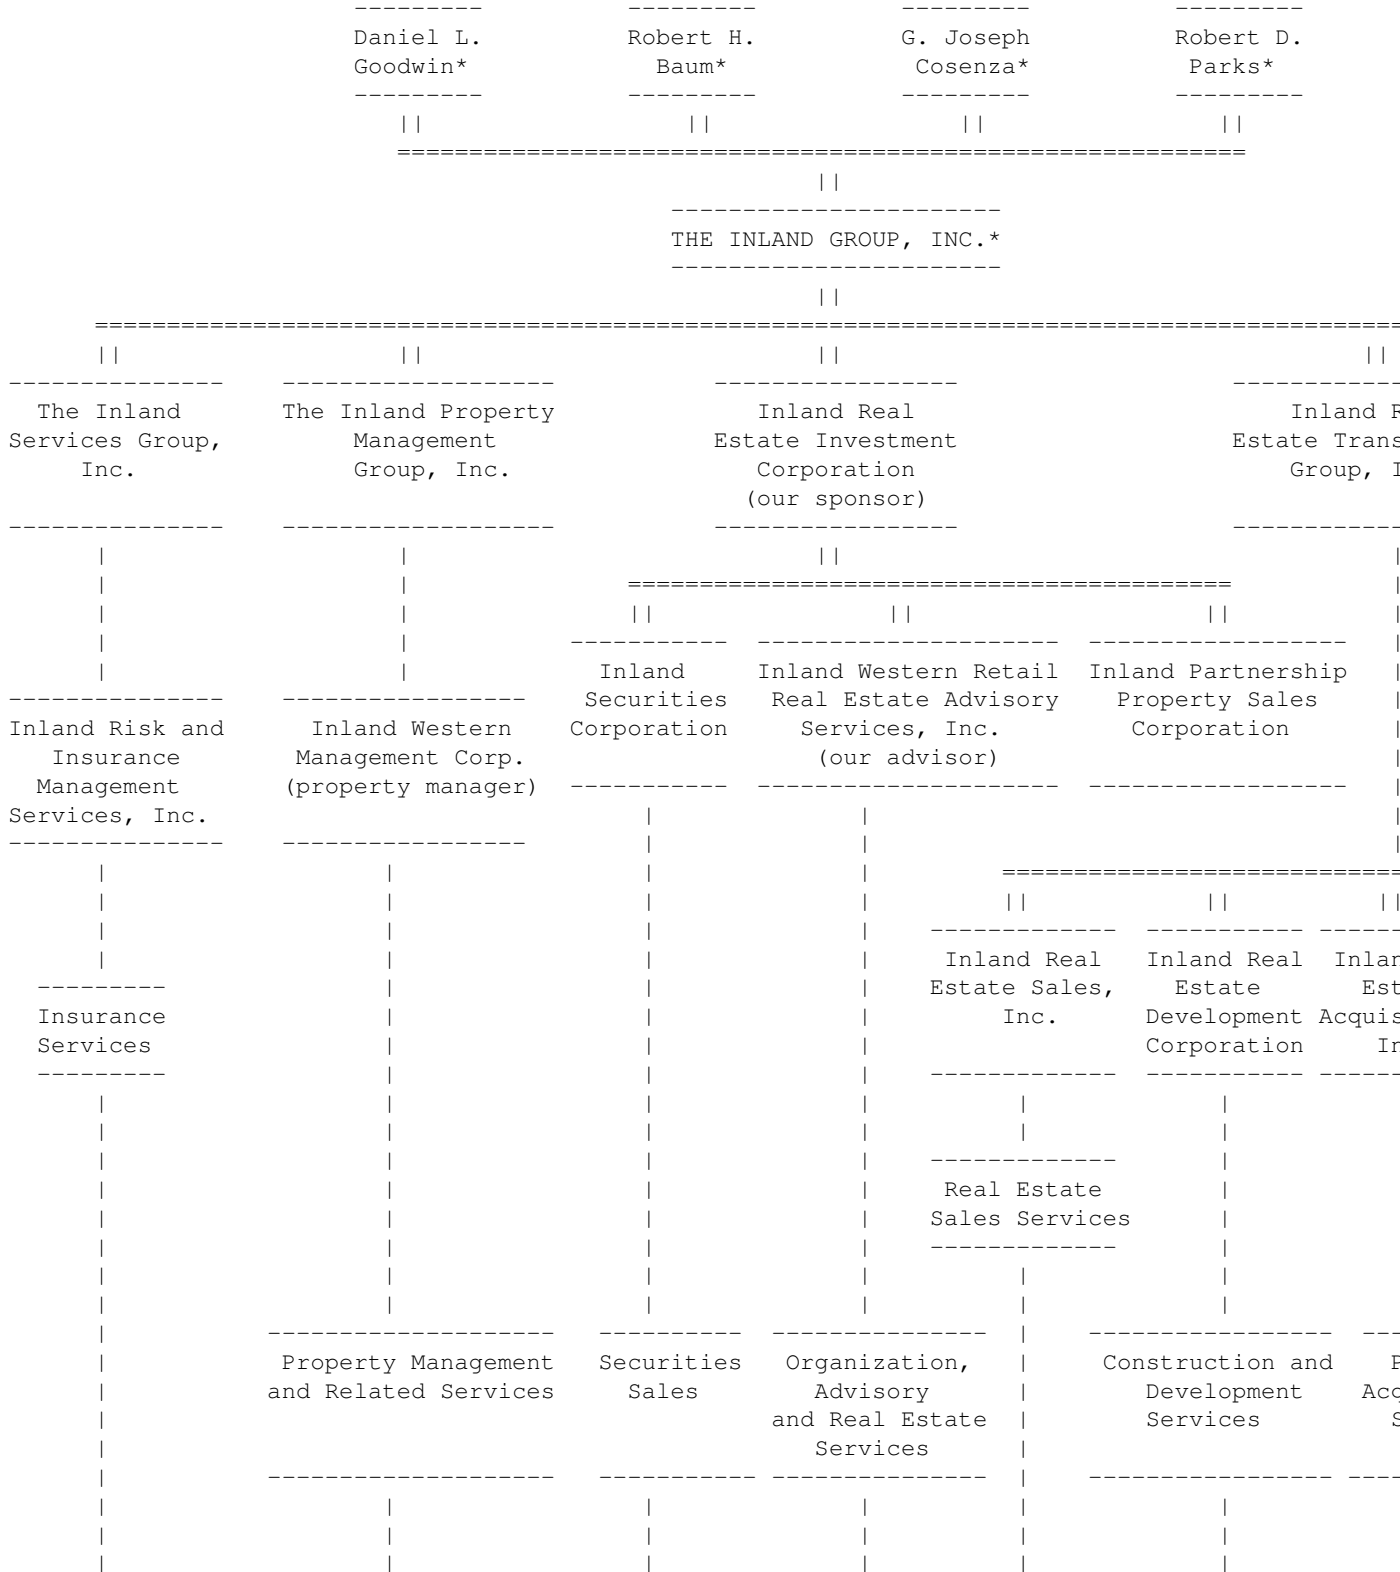 Daniel L. Robert H. G. Joseph Robert D.
Goodwin* Baum* Cosenza* Parks*
THE INLAND GROUP, INC.*
The Inland The Inland Property Inland Real Inland
Services Group, Management Estate Investment Estate
Inc. Group, Inc. Corporation Group,
(our sponsor)
Inland Inland Western Retail Inland Partnership
Securities Real Estate Advisory Property Sales
Inland Risk and Inland Western Corporation Services, Inc. Corporation
Insurance Management Corp. (our advisor)
Management (property manager)
Services, Inc.
Inland Real Inland Real
Estate Sales, Estate
Insurance Inc. Development
Services Corporation
Real Estate
Sales Services
Property Management Securities Organization, Construction and
and Related Services Sales Advisory Development
and Real Estate Services
Services